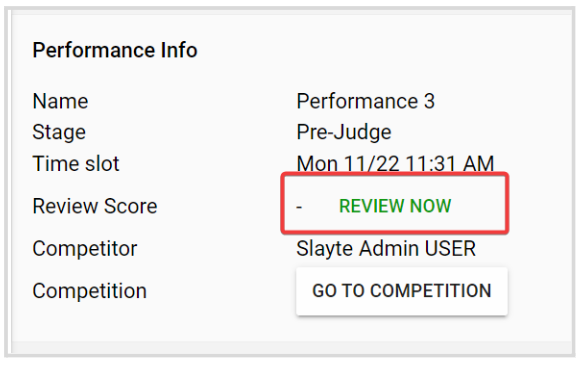 Performance Info
Name Performance 3
Stage Pre-Judge
Time slot Mon 11/22 11:31 AM
Review Score - REVIEW NOW
Competitor Slayte Admin USER
Competition GO TO COMPETITION